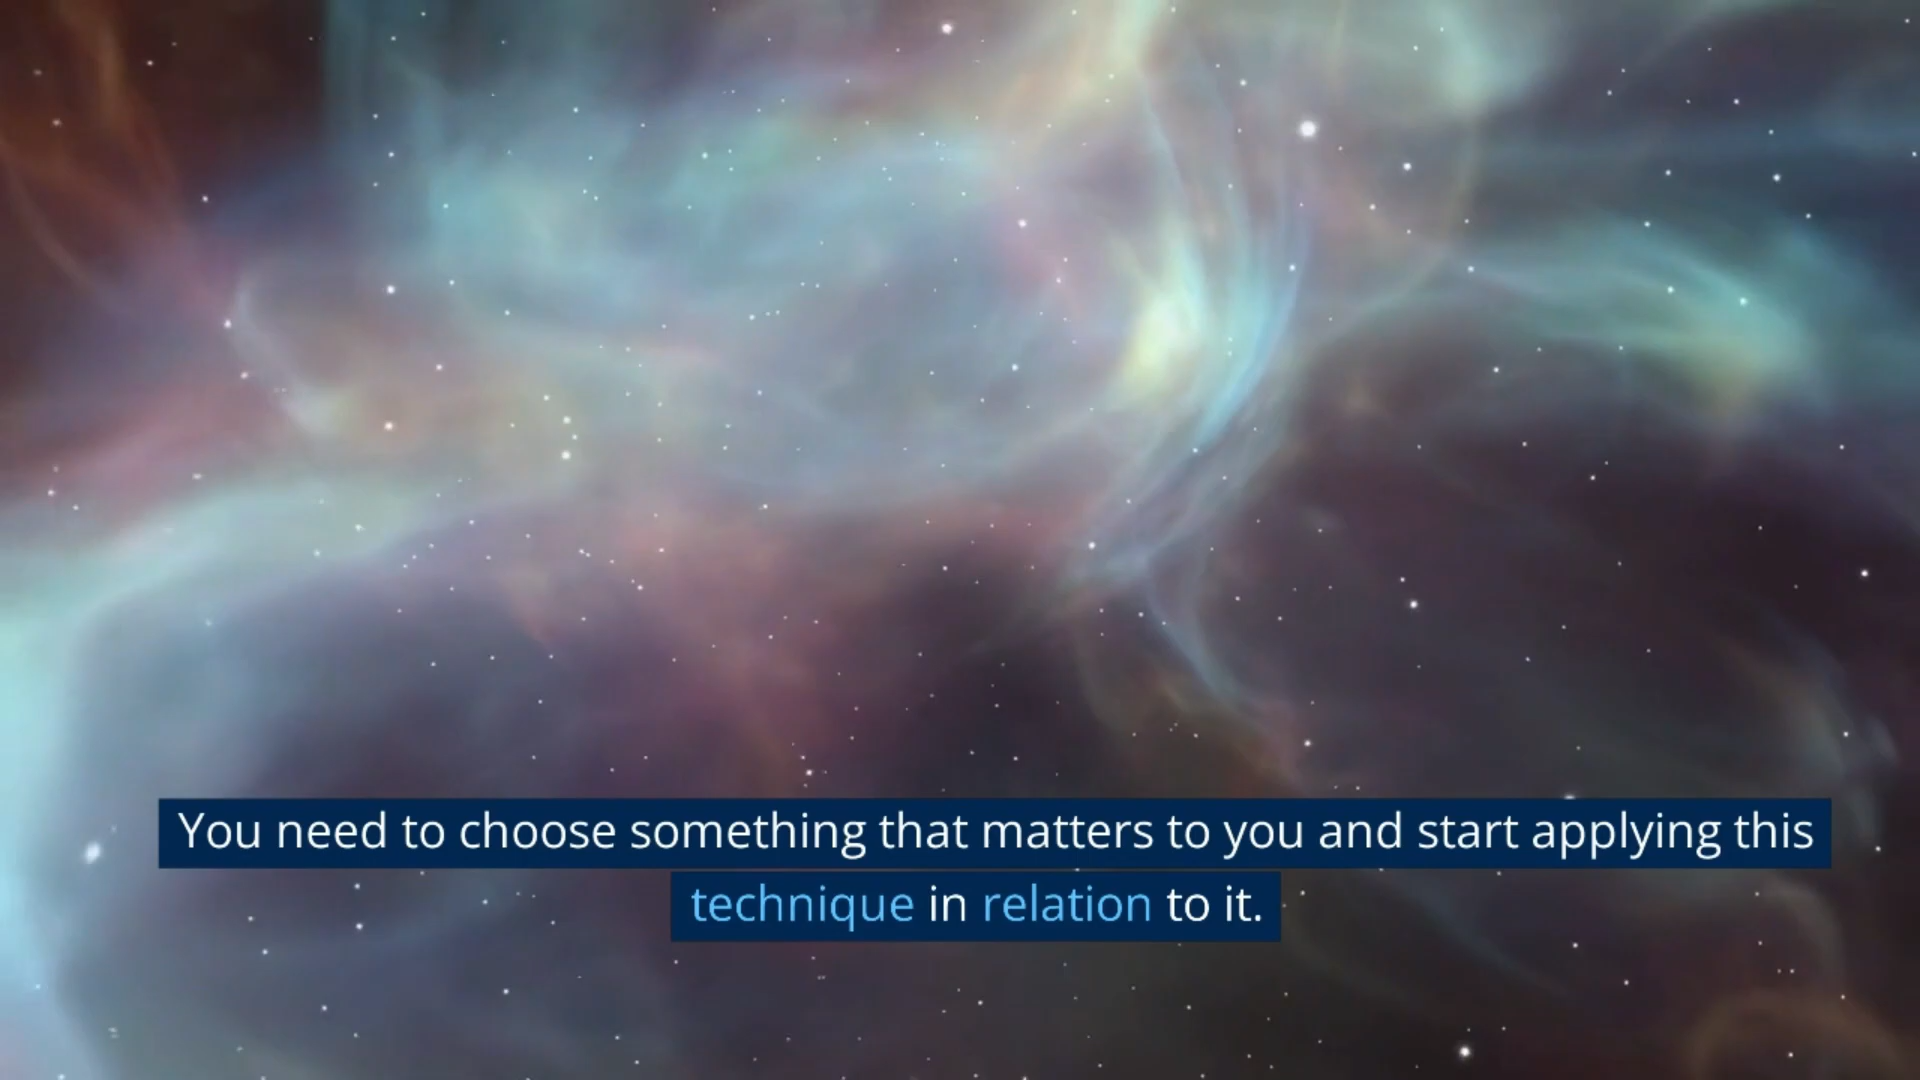 You need to choose something that matters to you and start applying this
technique in relation to it.